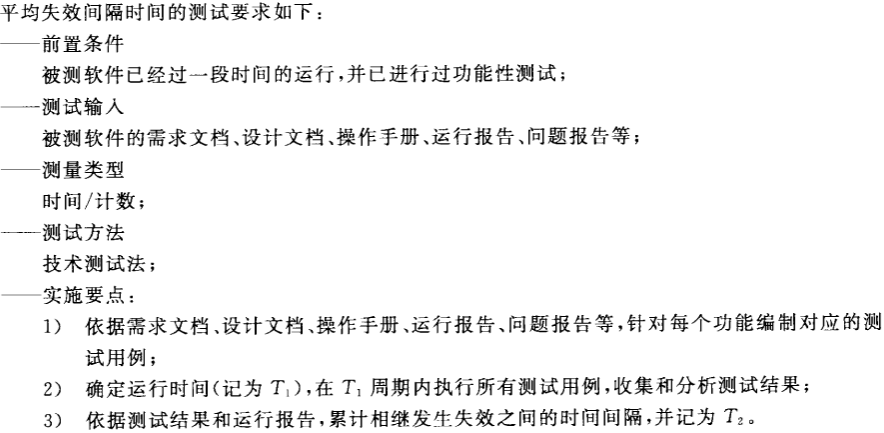 平均失效间隔时间的测试要求如下:
——前置条件
被测软件已经过一段时间的运行,并已进行过功能性测试;
——测试输入
被测软件的需求文档、设计文档、操作手册、运行报告、问题报告等;
——测量类型
时间/计数;
——测试方法
技术测试法;
——实施要点:
1) 依据需求文档、设计文档、操作手册、运行报告、问题报告等,针对每个功能编制对应的测
试用例;
2) 确定运行时间(记为 T₁),在 T₁ 周期内执行所有测试用例,收集和分析测试结果;
3) 依据测试结果和运行报告,累计相继发生失效之间的时间间隔,并记为 T₂。